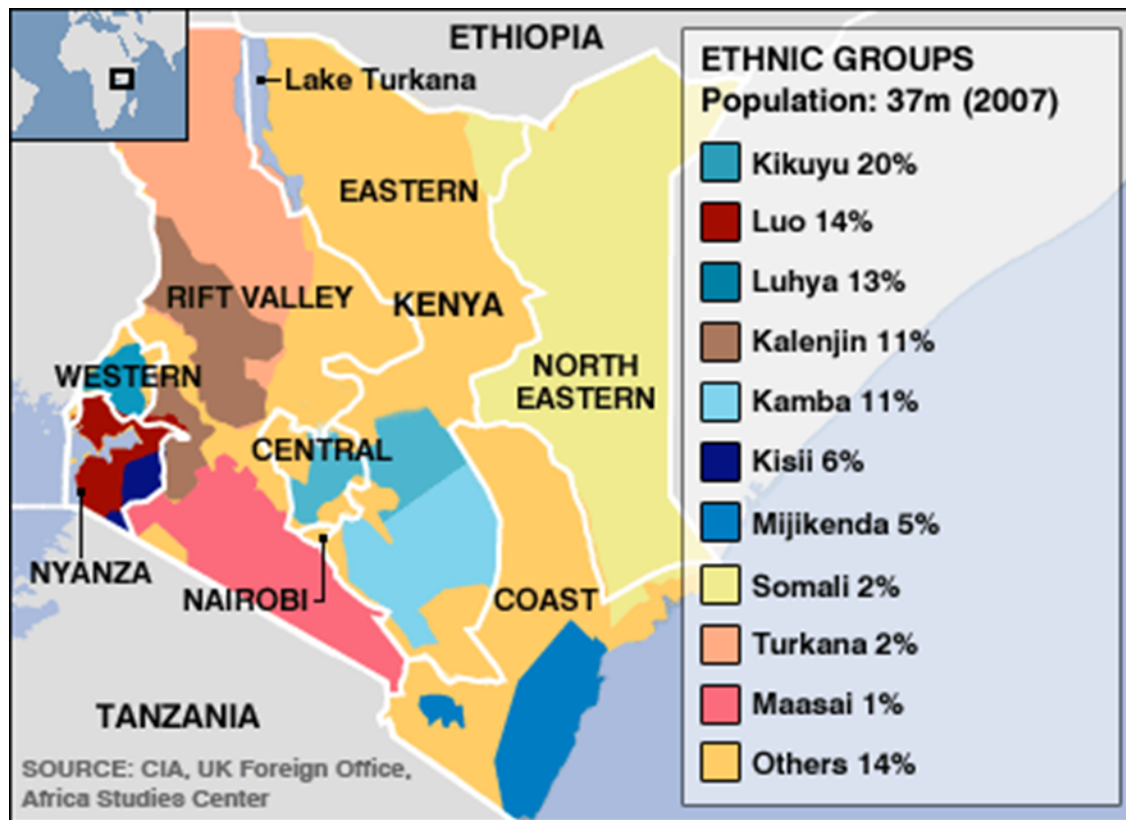 ETHIOPIA
Lake Turkana
EASTERN
RIFT VALLEY
KENYA
NORTH
EASTERN
WESTERN
CENTRAL
NYANZA
NAIROBI
COAST
TANZANIA
SOURCE: CIA, UK Foreign Office,
Africa Studies Center
ETHNIC GROUPS
Population: 37m (2007)
Kikuyu 20%
Luo 14%
Luhya 13%
Kalenjin 11%
Kamba 11%
Kisii 6%
Mijikenda 5%
Somali 2%
Turkana 2%
Maasai 1%
Others 14%